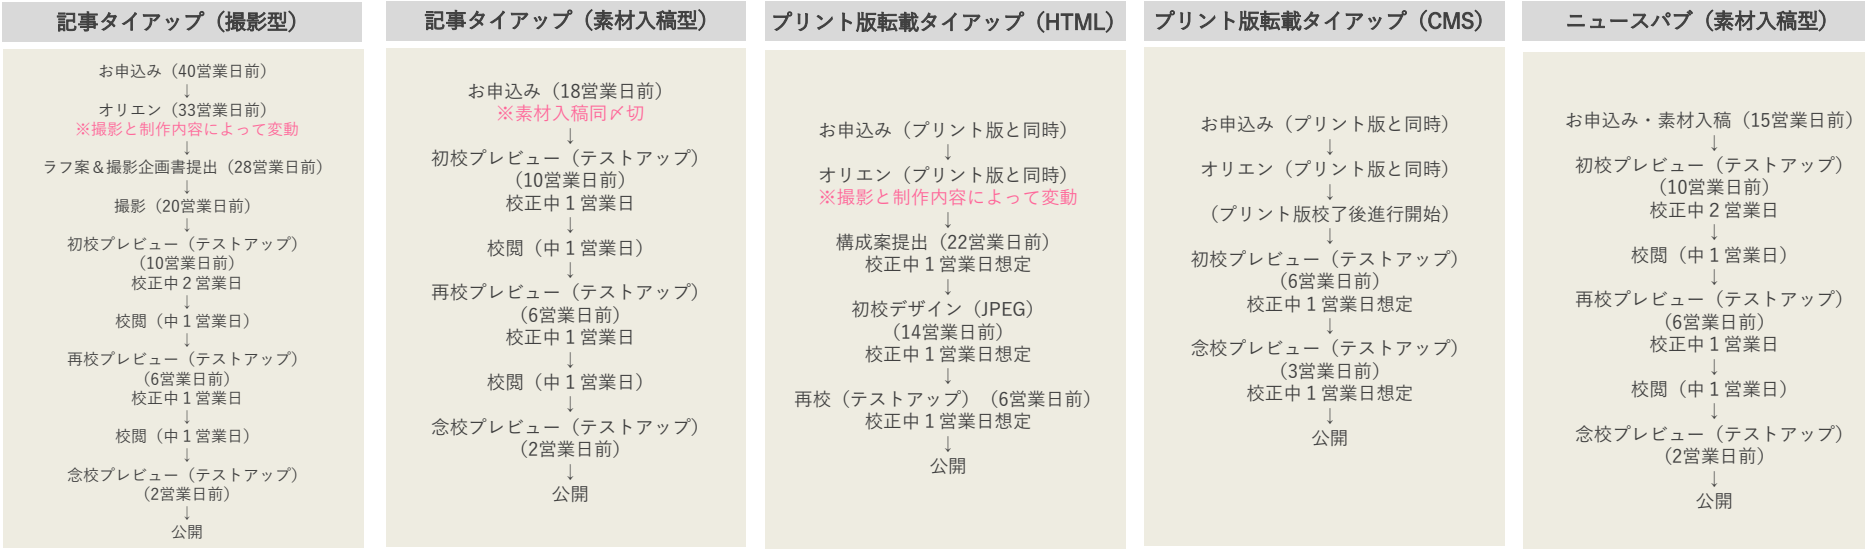 記事タイアップ（撮影型）
お申込み（40営業日前）
↓
オリエン（33営業日前）
※撮影と制作内容によって変動
↓
ラフ案＆撮影企画書提出（28営業日前）
↓
撮影（20営業日前）
↓
初校プレビュー（テストアップ）
（10営業日前）
校正中２営業日
↓
校閲（中１営業日）
↓
再校プレビュー（テストアップ）
（6営業日前）
校正中１営業日
↓
校閲（中１営業日）
↓
念校プレビュー（テストアップ）
（2営業日前）
↓
公開
記事タイアップ（素材入稿型）
お申込み（18営業日前）
※素材入稿同〆切
↓
初校プレビュー（テストアップ）
（10営業日前）
校正中１営業日
↓
校閲（中１営業日）
↓
再校プレビュー（テストアップ）
（6営業日前）
校正中１営業日
↓
校閲（中１営業日）
↓
念校プレビュー（テストアップ）
（2営業日前）
↓
公開
プリント版転載タイアップ（HTML）
お申込み（プリント版と同時）
↓
オリエン（プリント版と同時）
※撮影と制作内容によって変動
↓
構成案提出（22営業日前）
校正中１営業日想定
↓
初校デザイン（JPEG）
（14営業日前）
校正中１営業日想定
↓
再校（テストアップ）（6営業日前）
校正中１営業日想定
↓
公開
プリント版転載タイアップ（CMS）
お申込み（プリント版と同時）
↓
オリエン（プリント版と同時）
↓
（プリント版校了後進行開始）
↓
初校プレビュー（テストアップ）
（6営業日前）
校正中１営業日想定
↓
念校プレビュー（テストアップ）
（3営業日前）
校正中１営業日想定
↓
公開
ニュースパブ（素材入稿型）
お申込み・素材入稿（15営業日前）
↓
初校プレビュー（テストアップ）
（10営業日前）
校正中２営業日
↓
校閲（中１営業日）
↓
再校プレビュー（テストアップ）
（6営業日前）
校正中１営業日
↓
校閲（中１営業日）
↓
念校プレビュー（テストアップ）
（2営業日前）
↓
公開